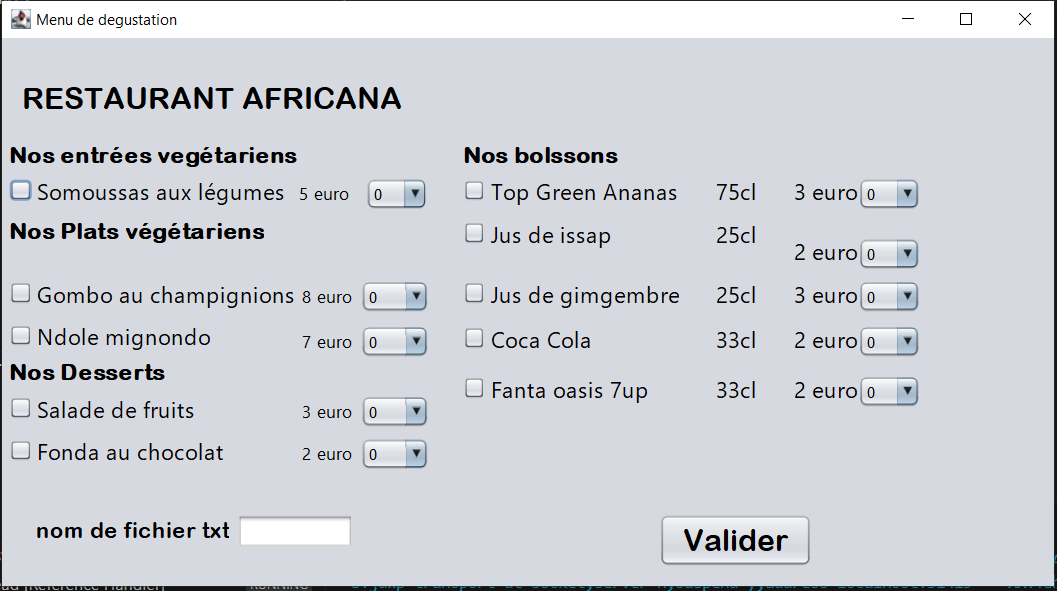 Menu de degustation
RESTAURANT AFRICANA
Nos entrées vegétariens
Somoussas aux légumes 5 euro 0
Nos Plats végétariens
Gombo au champignions 8 euro 0
Ndole mignondo 7 euro 0
Nos Desserts
Salade de fruits 3 euro 0
Fonda au chocolat 2 euro 0
Nos boissons
Top Green Ananas 75cl 3 euro 0
Jus de issap 25cl 2 euro 0
Jus de gimgembre 25cl 3 euro 0
Coca Cola 33cl 2 euro 0
Fanta oasis 7up 33cl 2 euro 0
nom de fichier txt
Valider